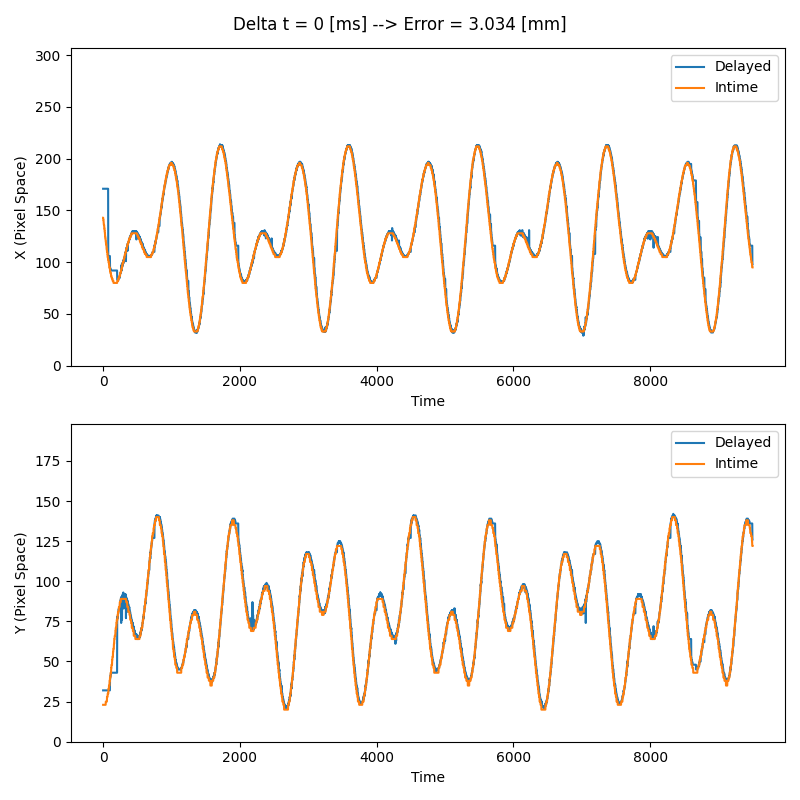 Delta t = 0 [ms] --> Error = 3.034 [mm]
300
250
200
150
100
50
0
X (Pixel Space)
Delayed
Intime
0 2000 4000 6000 8000
Time
175
150
125
100
75
50
25
0
Y (Pixel Space)
Delayed
Intime
0 2000 4000 6000 8000
Time